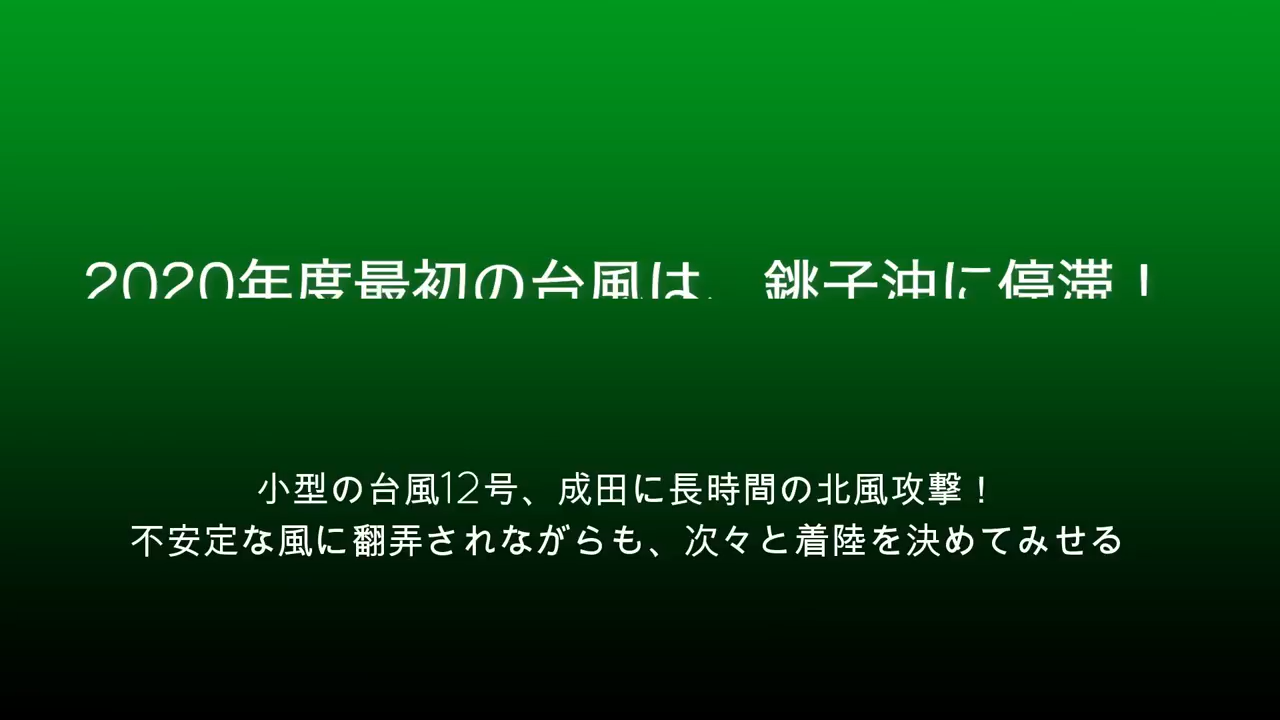 2020年度最初の台風は、銚子沖に停滞！
小型の台風12号、成田に長時間の北風攻撃！
不安定な風に翻弄されながらも、次々と着陸を決めてみせる